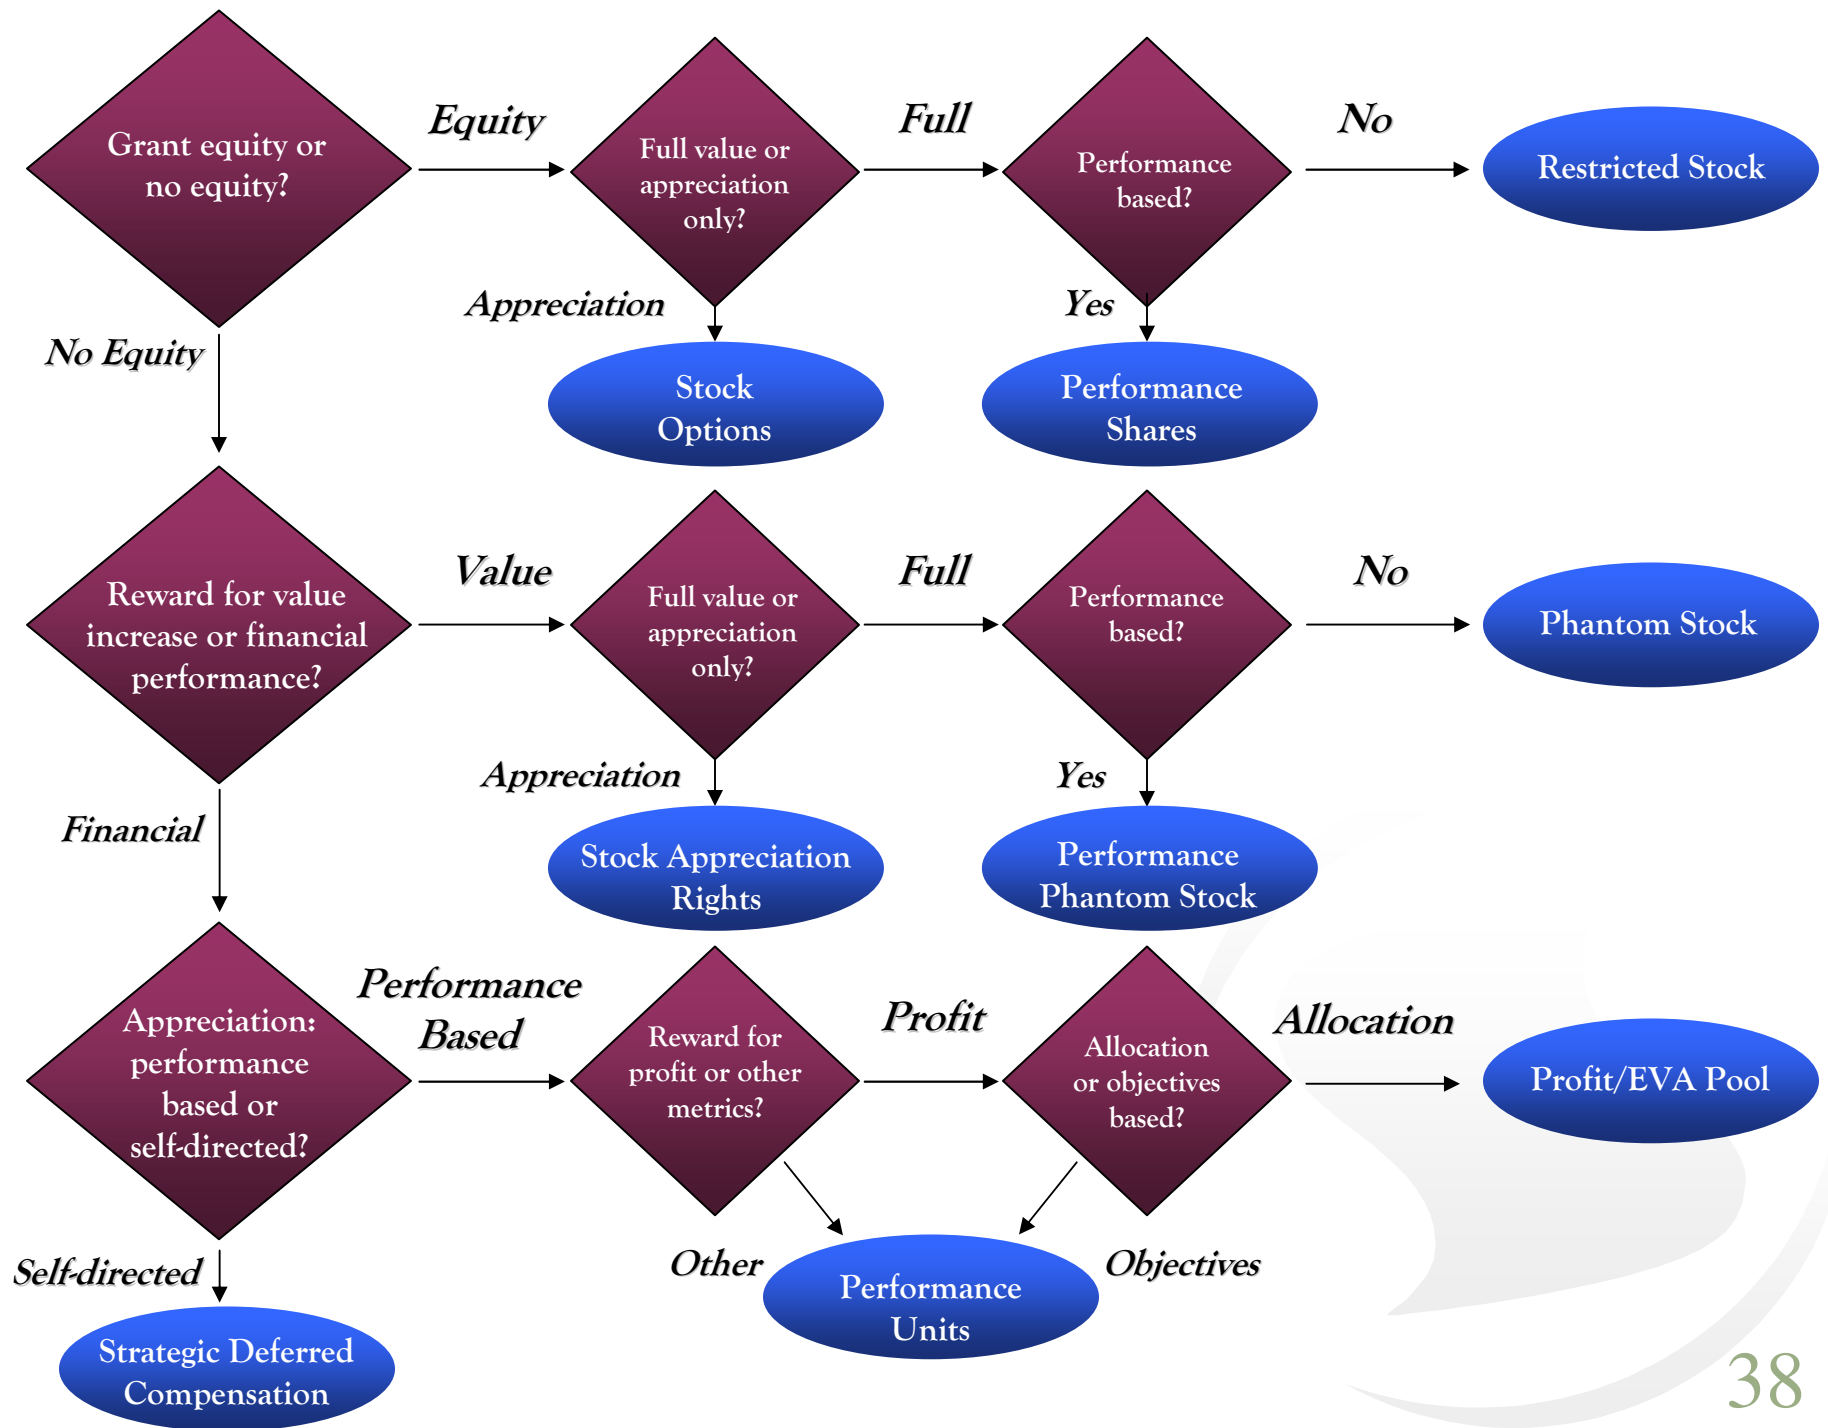 Grant equity or
no equity?
Equity
Full value or
appreciation
only?
Full
Performance
based?
No
Restricted Stock
Appreciation
Yes
No Equity
Stock
Options
Performance
Shares
Reward for value
increase or financial
performance?
Value
Full value or
appreciation
only?
Full
Performance
based?
No
Phantom Stock
Appreciation
Yes
Financial
Stock Appreciation
Rights
Performance
Phantom Stock
Appreciation:
performance
based or
self-directed?
Performance
Based
Reward for
profit or other
metrics?
Profit
Allocation
or objectives
based?
Allocation
Profit/EVA Pool
Self-directed
Other
Objectives
Performance
Units
Strategic Deferred
Compensation
38